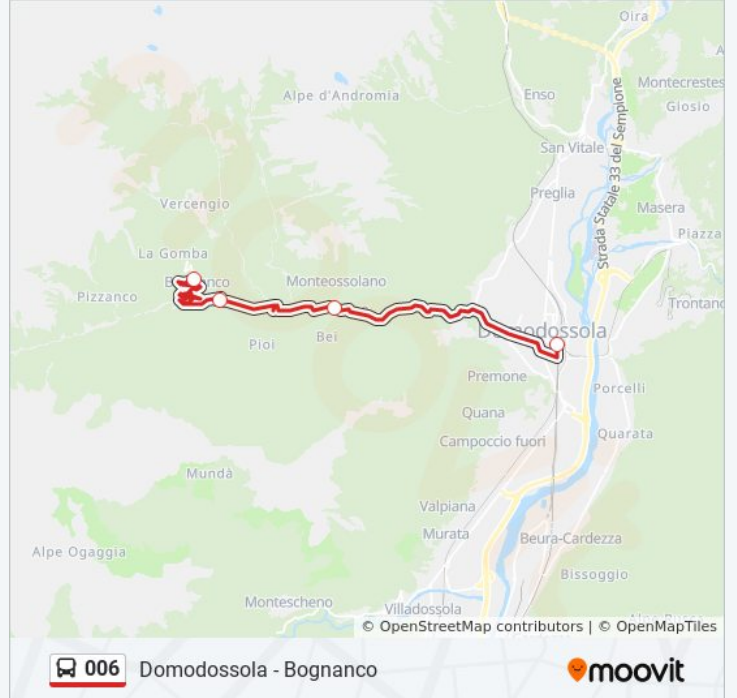 Oira
Alpe d'Andromia
Enso
Montecrestes
Giosio
San Vitale
Strada Statale 33 del Sempione
Preglia
Vercengio
Masera
Piazza
La Gomba
Monteossolano
Pizzanco
Trontano
Domodossola
Pioi
Bei
Premone
Porcelli
Quana
Quarata
Campoccio fuori
Mundà
Valpiana
Murata
Beura-Cardezza
Alpe Ogaggia
Bissoggio
Montescheno
Villadossola
© OpenStreetMap contributors | © OpenMapTiles
006 Domodossola - Bognanco
moovit